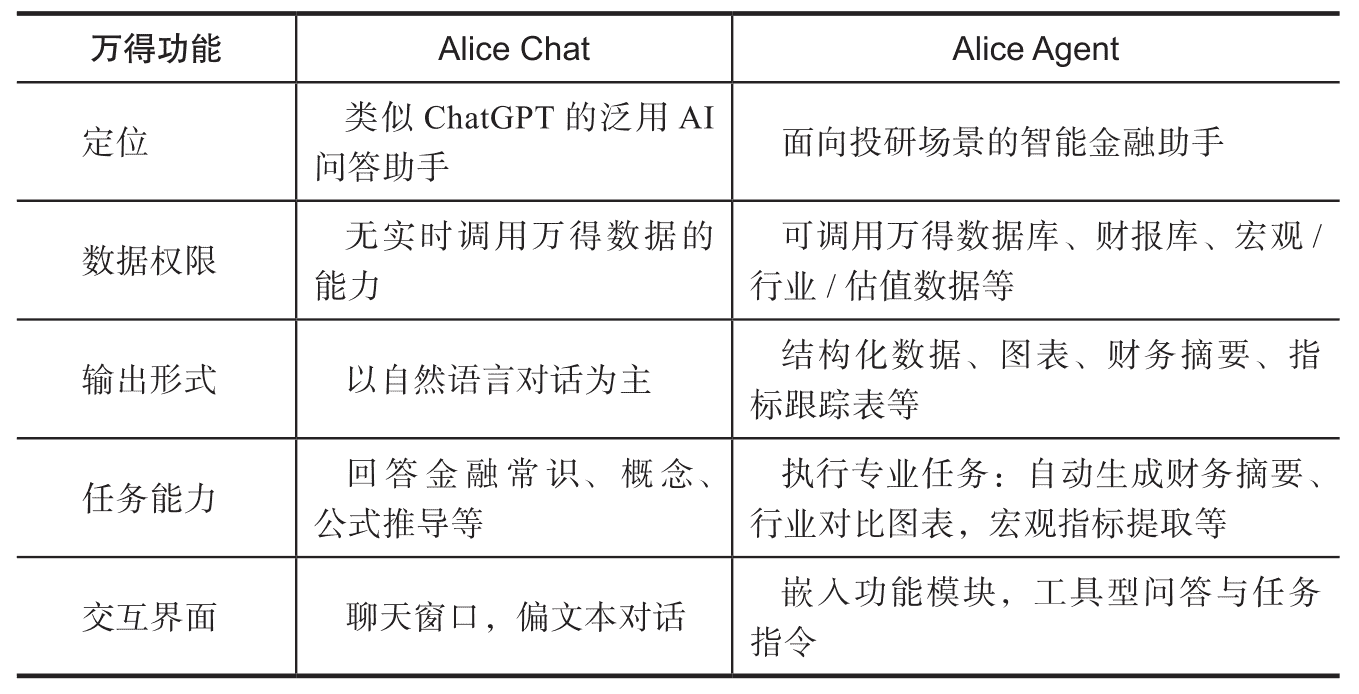 万得功能
Alice Chat
Alice Agent
定位
类似 ChatGPT 的泛用 AI
问答助手
面向投研场景的智能金融助手
数据权限
无实时调用万得数据的
能力
可调用万得数据库、财报库、宏观 /
行业 / 估值数据等
输出形式
以自然语言对话为主
结构化数据、图表、财务摘要、指
标跟踪表等
任务能力
回答金融常识、概念、
公式推导等
执行专业任务：自动生成财务摘要、
行业对比图表，宏观指标提取等
交互界面
聊天窗口，偏文本对话
嵌入功能模块，工具型问答与任务
指令